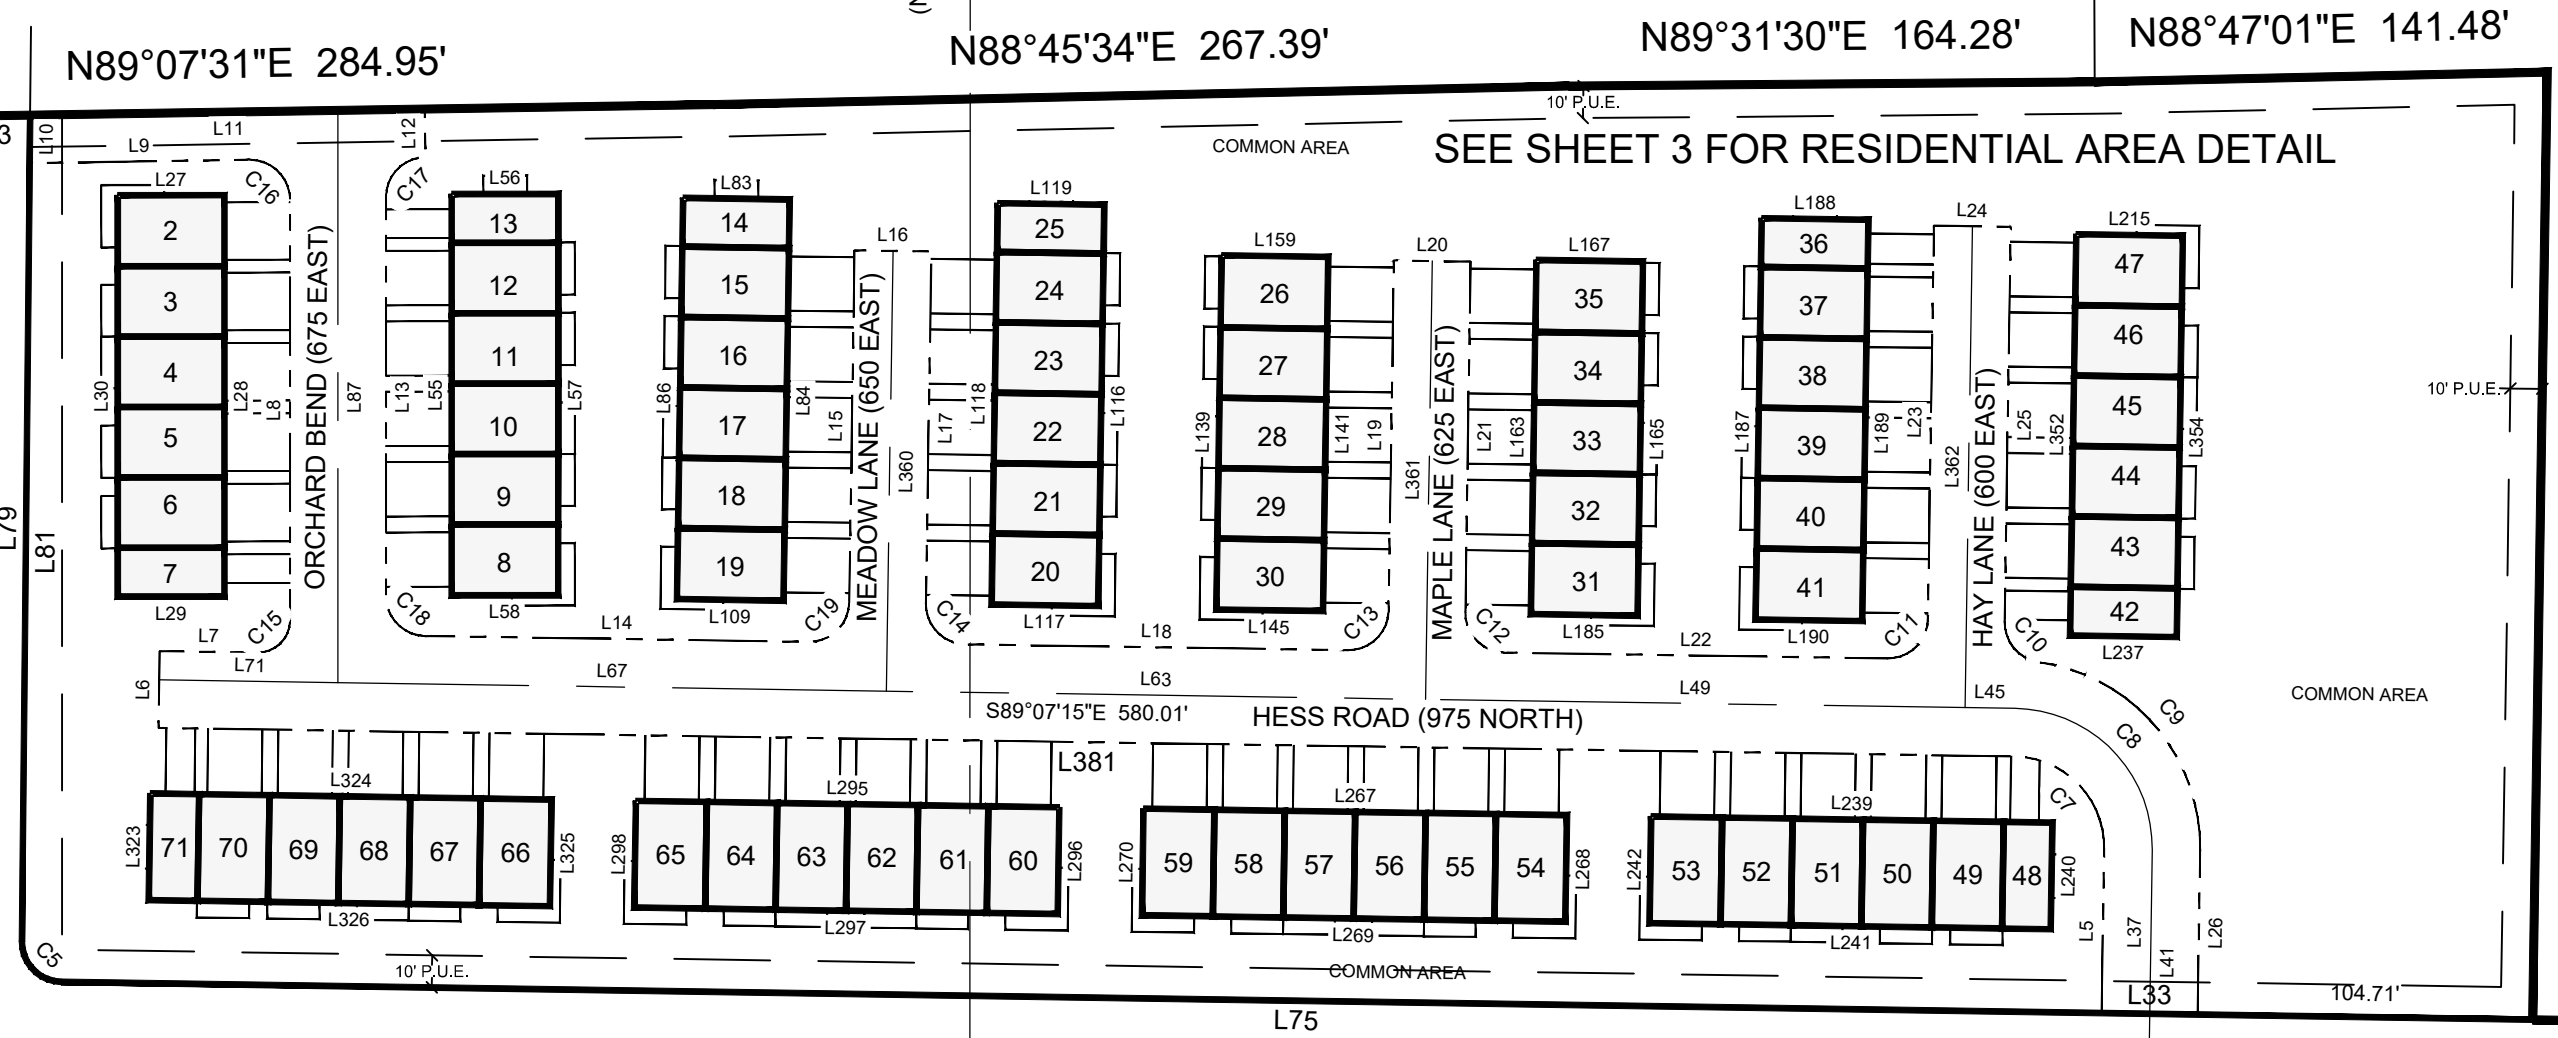 N89°07'31"E 284.95'
N88°45'34"E 267.39'
N89°31'30"E 164.28'
N88°47'01"E 141.48'
SEE SHEET 3 FOR RESIDENTIAL AREA DETAIL
10' P.U.E.
COMMON AREA
3
L10
L9
L11
L12
C16
C17
L27
2
3
4
5
6
7
L29
L30
L28
L8
ORCHARD BEND (675 EAST)
L87
L13
L55
L56
13
12
11
10
9
8
L58
L57
L83
14
15
16
17
18
19
L109
L86
L84
L15
L16
MEADOW LANE (650 EAST)
L360
L17
L118
L119
25
24
23
22
21
20
L117
L116
L159
26
27
28
29
30
L145
L139
L141
L19
L20
L361
MAPLE LANE (625 EAST)
L21
L163
L167
35
34
33
32
31
L185
L165
L188
36
37
38
39
40
41
L190
L187
L189
L23
L24
L362
HAY LANE (600 EAST)
L25
L352
L215
47
46
45
44
43
42
L237
L354
10' P.U.E.
L79
L81
L7
C15
C18
L14
C19
C14
L18
C13
C12
L22
C11
C10
L6
L71
L67
L63
L49
L45
S89°07'15"E 580.01'
HESS ROAD (975 NORTH)
COMMON AREA
C9
C8
C7
L381
L324
L295
L267
L239
L323
71
70
69
68
67
66
L325
L298
65
64
63
62
61
60
L296
L270
59
58
57
56
55
54
L268
L242
53
52
51
50
49
48
L240
L326
L297
L269
L241
L5
L37
L41
L26
C5
10' P.U.E.
COMMON AREA
L33
104.71'
L75